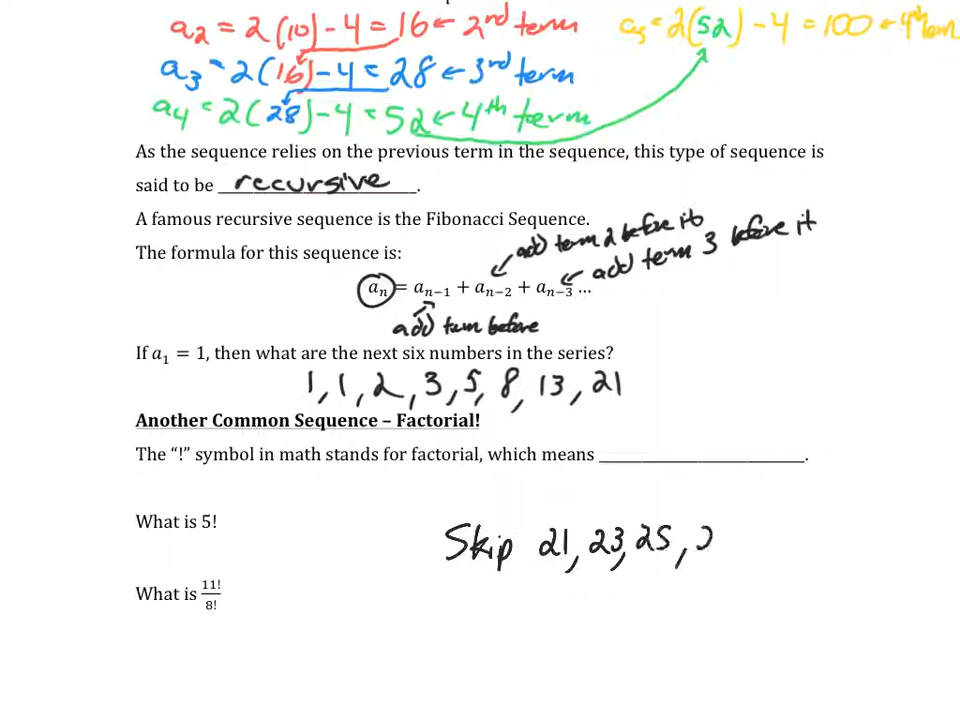 a2 = 2(10) - 4 = 16 ← 2nd term
a5 = 2(52) - 4 = 100 ← 4th term
a3 = 2(16) - 4 = 28 ← 3rd term
a4 = 2(28) - 4 = 52 ← 4th term
As the sequence relies on the previous term in the sequence, this type of sequence is
said to be recursive.
A famous recursive sequence is the Fibonacci Sequence.
add term 2 before it
add term 3 before it
The formula for this sequence is:
aₙ = aₙ₋₁ + aₙ₋₂ + aₙ₋₃ ...
add term before
If a₁ = 1, then what are the next six numbers in the series?
1, 1, 2, 3, 5, 8, 13, 21
Another Common Sequence – Factorial!
The “!” symbol in math stands for factorial, which means ____________________.
What is 5!
Skip 21, 23, 25,
What is 11!/8!